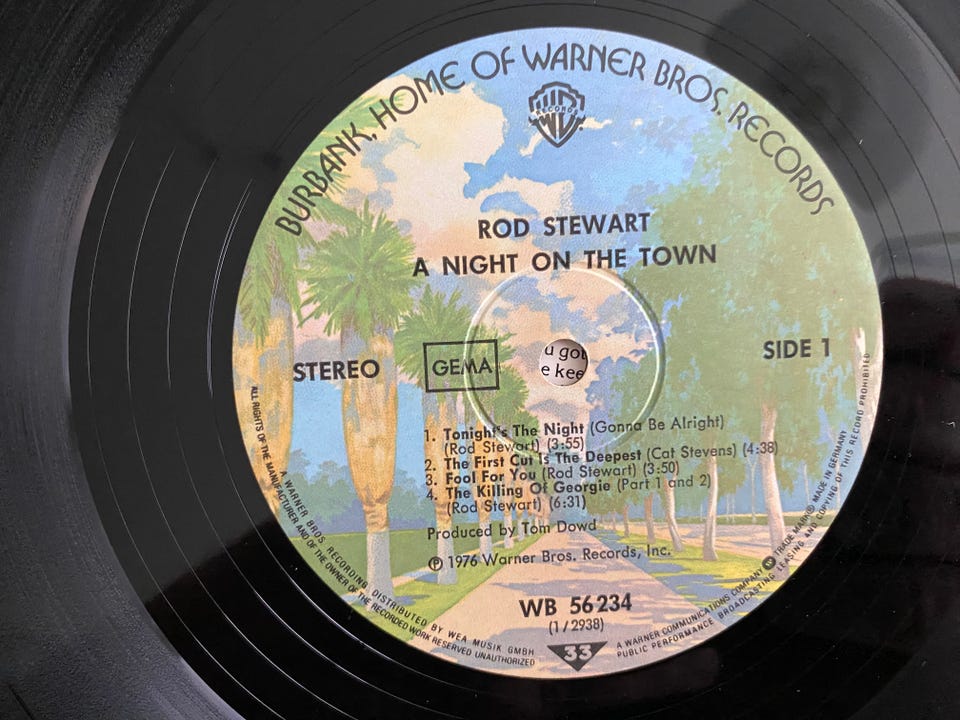 BURBANK, HOME OF WARNER BROS. RECORDS
WB
RECORDS
ROD STEWART
A NIGHT ON THE TOWN
STEREO
GEMA
u got
e kee
SIDE 1
1. Tonight's The Night (Gonna Be Alright)
(Rod Stewart) (3:55)
2. The First Cut Is The Deepest (Cat Stevens) (4:38)
3. Fool For You (Rod Stewart) (3:50)
4. The Killing Of Georgie (Part 1 and 2)
(Rod Stewart) (6:31)
Produced by Tom Dowd
℗ 1976 Warner Bros. Records, Inc.
WB 56 234
(1/2938)
33
A WARNER BROS. RECORDING DISTRIBUTED BY WEA MUSIK GMBH
ALL RIGHTS OF THE MANUFACTURER AND OF THE OWNER OF THE RECORDED WORK RESERVED UNAUTHORIZED
A WARNER COMMUNICATIONS COMPANY TRADE MARK® MADE IN GERMANY
PUBLIC PERFORMANCE BROADCASTING LEASING AND COPYING OF THIS RECORD PROHIBITED